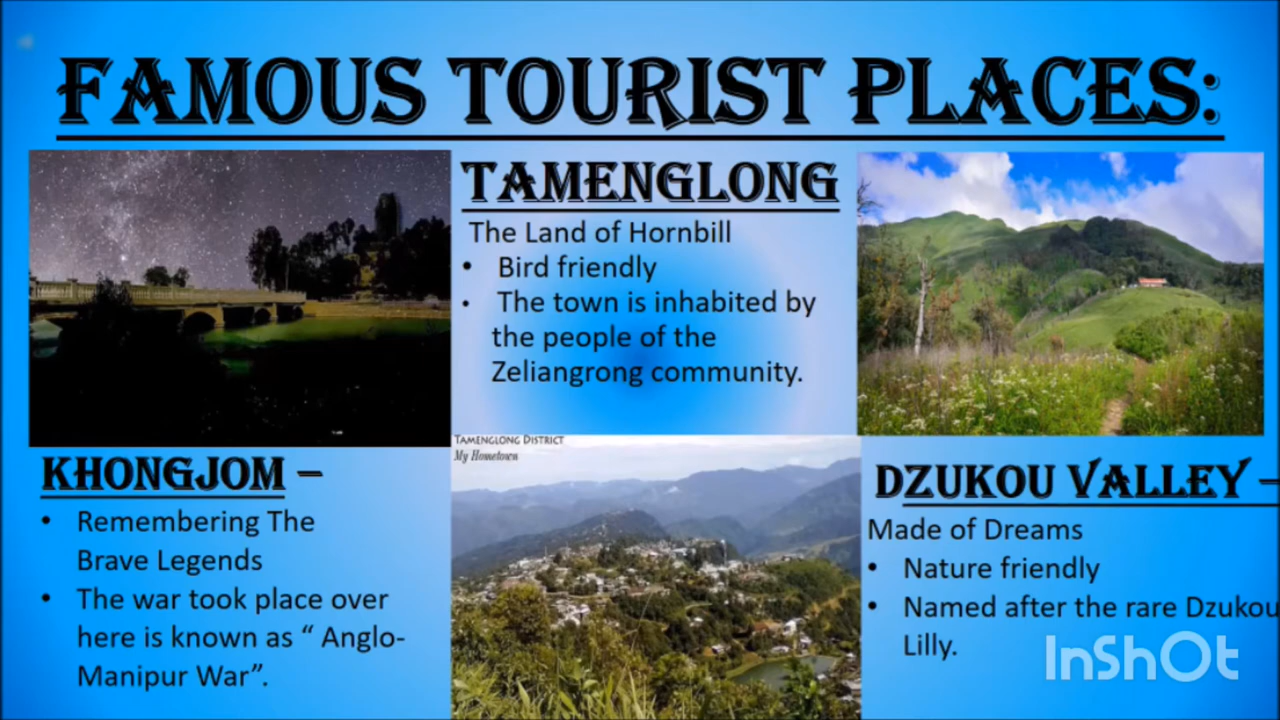 FAMOUS TOURIST PLACES:
TAMENGLONG
The Land of Hornbill
• Bird friendly
• The town is inhabited by
the people of the
Zeliangrong community.
TAMENGLONG DISTRICT
My Hometown
KHONGJOM –
• Remembering The
Brave Legends
• The war took place over
here is known as “ Anglo-
Manipur War”.
DZUKOU VALLEY –
Made of Dreams
• Nature friendly
• Named after the rare Dzukou
Lilly.
InShOt